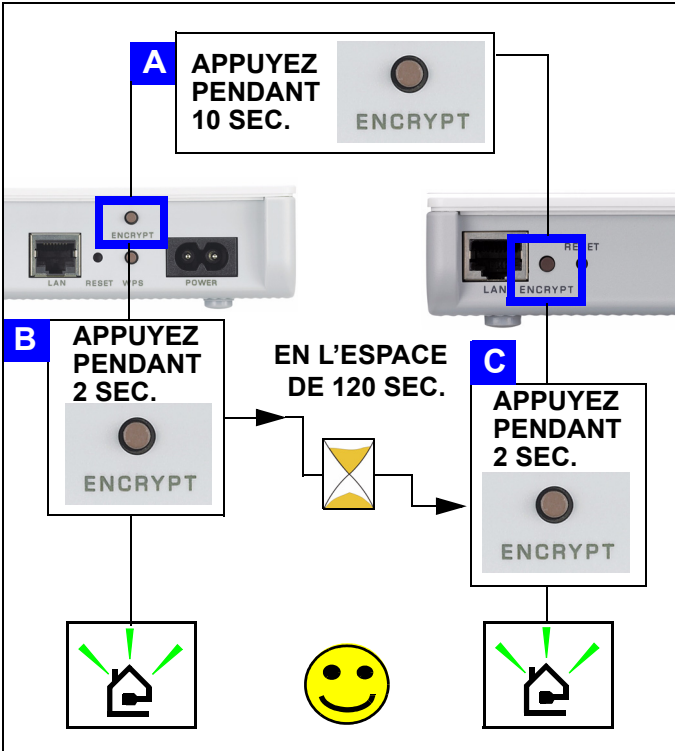 A
APPUYEZ
PENDANT
10 SEC.
ENCRYPT
ENCRYPT
LAN RESET WPS POWER
RESET
LAN ENCRYPT
B
APPUYEZ
PENDANT
2 SEC.
ENCRYPT
EN L’ESPACE
DE 120 SEC.
C
APPUYEZ
PENDANT
2 SEC.
ENCRYPT